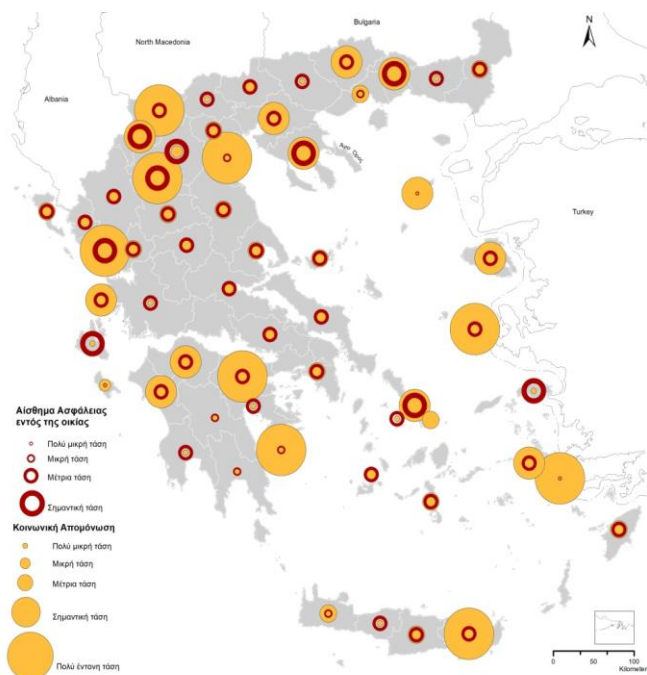 Bulgaria
N
North Macedonia
Albania
Άγιο Όρος
Turkey
Αίσθημα Ασφάλειας
εντός της οικίας
Πολύ μικρή τάση
Μικρή τάση
Μέτρια τάση
Σημαντική τάση
Κοινωνική Απομόνωση
Πολύ μικρή τάση
Μικρή τάση
Μέτρια τάση
Σημαντική τάση
Πολύ έντονη τάση
0 50 100
Kilometers